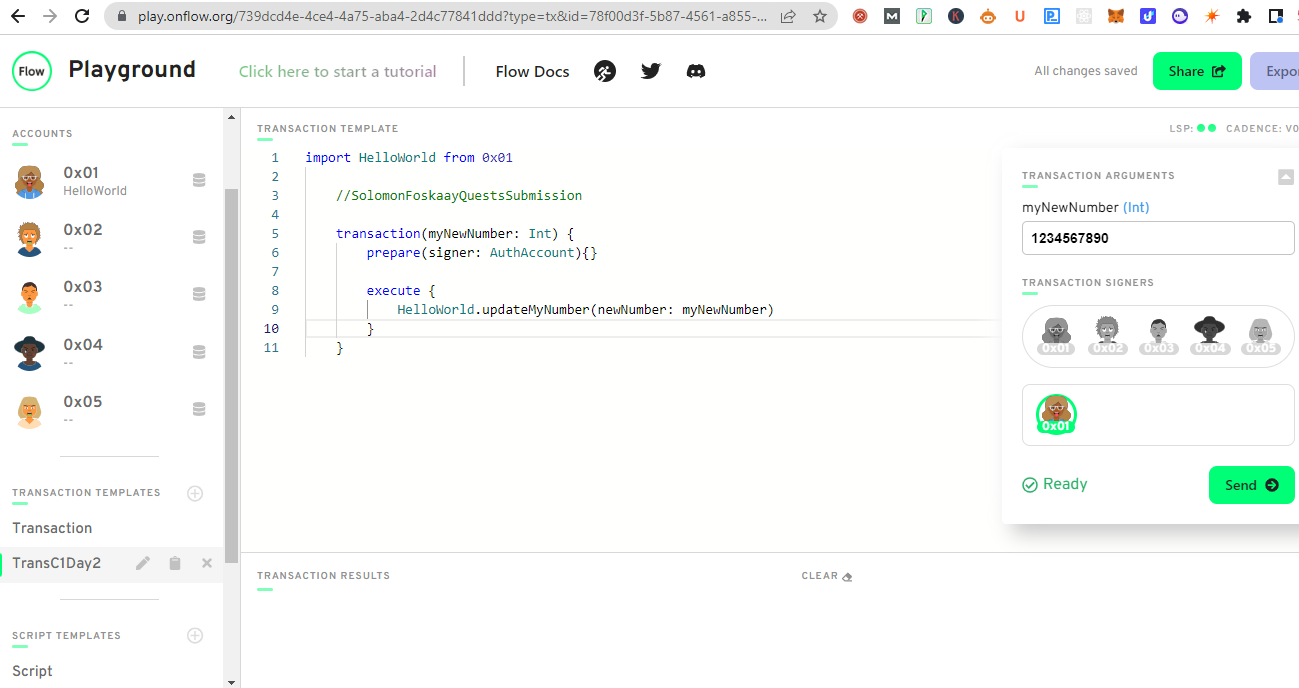 play.onflow.org/739dcd4e-4ce4-4a75-aba4-2d4c77841ddd?type=tx&id=78f00d3f-5b87-4561-a855-...
Flow Playground Click here to start a tutorial Flow Docs All changes saved Share Expo
ACCOUNTS
0x01
HelloWorld
0x02
--
0x03
--
0x04
--
0x05
--
TRANSACTION TEMPLATES
Transaction
TransC1Day2
SCRIPT TEMPLATES
Script
TRANSACTION TEMPLATE
LSP: CADENCE: V0
1 import HelloWorld from 0x01
2
3 //SolomonFoskaayQuestsSubmission
4
5 transaction(myNewNumber: Int) {
6 prepare(signer: AuthAccount){}
7
8 execute {
9 HelloWorld.updateMyNumber(newNumber: myNewNumber)
10 }
11 }
TRANSACTION ARGUMENTS
myNewNumber (Int)
1234567890
TRANSACTION SIGNERS
0x01 0x02 0x03 0x04 0x05
0x01
Ready Send
TRANSACTION RESULTS CLEAR